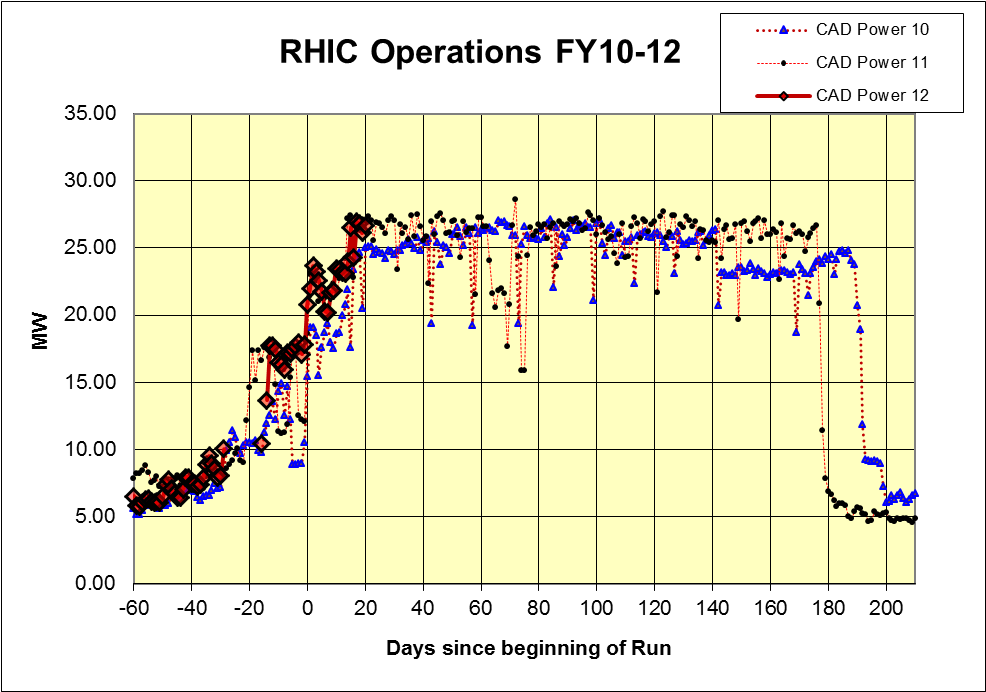 RHIC Operations FY10-12
CAD Power 10
CAD Power 11
CAD Power 12
35.00
30.00
25.00
20.00
15.00
10.00
5.00
0.00
MW
-60 -40 -20 0 20 40 60 80 100 120 140 160 180 200
Days since beginning of Run